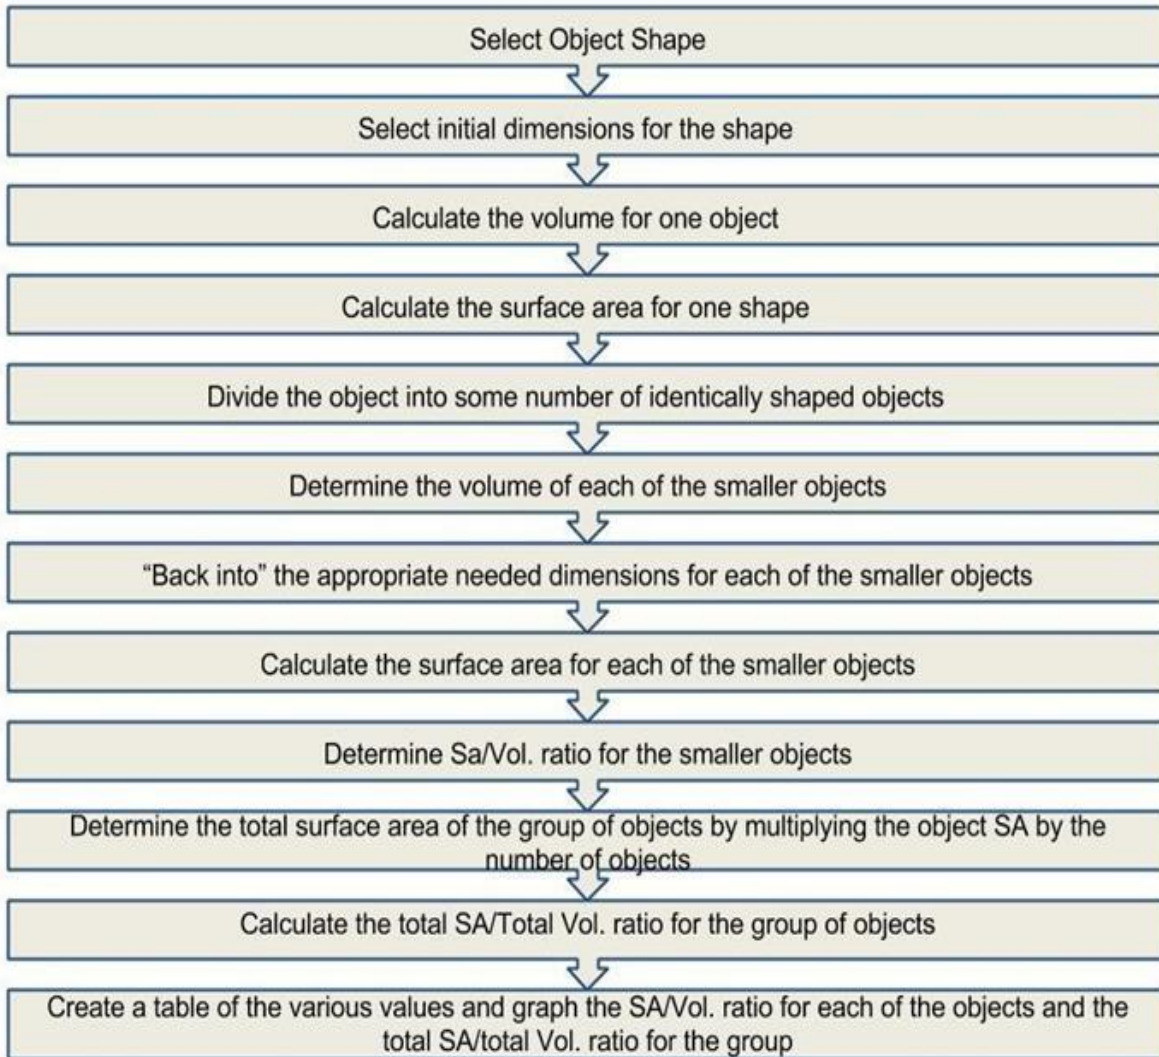 Select Object Shape
Select initial dimensions for the shape
Calculate the volume for one object
Calculate the surface area for one shape
Divide the object into some number of identically shaped objects
Determine the volume of each of the smaller objects
“Back into” the appropriate needed dimensions for each of the smaller objects
Calculate the surface area for each of the smaller objects
Determine Sa/Vol. ratio for the smaller objects
Determine the total surface area of the group of objects by multiplying the object SA by the
number of objects
Calculate the total SA/Total Vol. ratio for the group of objects
Create a table of the various values and graph the SA/Vol. ratio for each of the objects and the
total SA/total Vol. ratio for the group